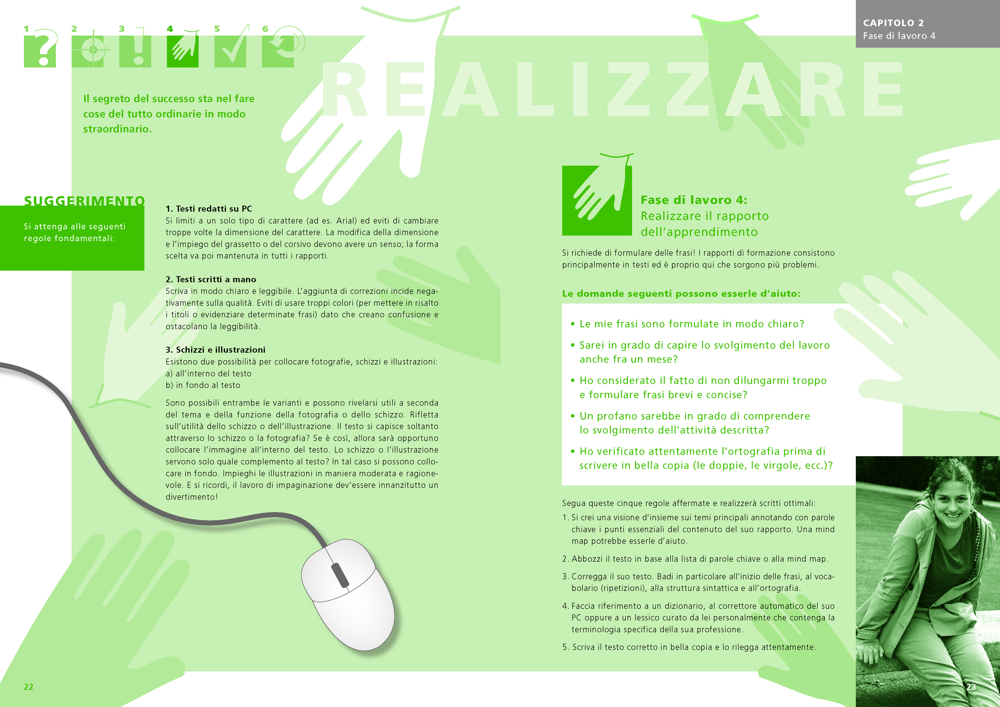 1 2 3 4 5 6
CAPITOLO 2
Fase di lavoro 4
REALIZZARE
Il segreto del successo sta nel fare
cose del tutto ordinarie in modo
straordinario.
SUGGERIMENTO
Si attenga alle seguenti
regole fondamentali:
1. Testi redatti su PC
Si limiti a un solo tipo di carattere (ad es. Arial) ed eviti di cambiare
troppe volte la dimensione del carattere. La modifica della dimensione
e l’impiego del grassetto o del corsivo devono avere un senso; la forma
scelta va poi mantenuta in tutti i rapporti.
2. Testi scritti a mano
Scriva in modo chiaro e leggibile. L’aggiunta di correzioni incide nega-
tivamente sulla qualità. Eviti di usare troppi colori (per mettere in risalto
i titoli o evidenziare determinate frasi) dato che creano confusione e
ostacolano la leggibilità.
3. Schizzi e illustrazioni
Esistono due possibilità per collocare fotografie, schizzi e illustrazioni:
a) all’interno del testo
b) in fondo al testo
Sono possibili entrambe le varianti e possono rivelarsi utili a seconda
del tema e della funzione della fotografia o dello schizzo. Rifletta
sull’utilità dello schizzo o dell’illustrazione. Il testo si capisce soltanto
attraverso lo schizzo o la fotografia? Se è così, allora sarà opportuno
collocare l’immagine all’interno del testo. Lo schizzo o l’illustrazione
servono solo quale complemento al testo? In tal caso si possono collo-
care in fondo. Impieghi le illustrazioni in maniera moderata e ragione-
vole. E si ricordi, il lavoro di impaginazione dev’essere innanzitutto un
divertimento!
22
Fase di lavoro 4:
Realizzare il rapporto
dell’apprendimento
Si richiede di formulare delle frasi! I rapporti di formazione consistono
principalmente in testi ed è proprio qui che sorgono più problemi.
Le domande seguenti possono esserle d’aiuto:
• Le mie frasi sono formulate in modo chiaro?
• Sarei in grado di capire lo svolgimento del lavoro
anche fra un mese?
• Ho considerato il fatto di non dilungarmi troppo
e formulare frasi brevi e concise?
• Un profano sarebbe in grado di comprendere
lo svolgimento dell’attività descritta?
• Ho verificato attentamente l’ortografia prima di
scrivere in bella copia (le doppie, le virgole, ecc.)?
Segua queste cinque regole affermate e realizzerà scritti ottimali:
1. Si crei una visione d’insieme sui temi principali annotando con parole
chiave i punti essenziali del contenuto del suo rapporto. Una mind
map potrebbe esserle d’aiuto.
2. Abbozzi il testo in base alla lista di parole chiave o alla mind map.
3. Corregga il suo testo. Badi in particolare all’inizio delle frasi, al voca-
bolario (ripetizioni), alla struttura sintattica e all’ortografia.
4. Faccia riferimento a un dizionario, al correttore automatico del suo
PC oppure a un lessico curato da lei personalmente che contenga la
terminologia specifica della sua professione.
5. Scriva il testo corretto in bella copia e lo rilegga attentamente.
23